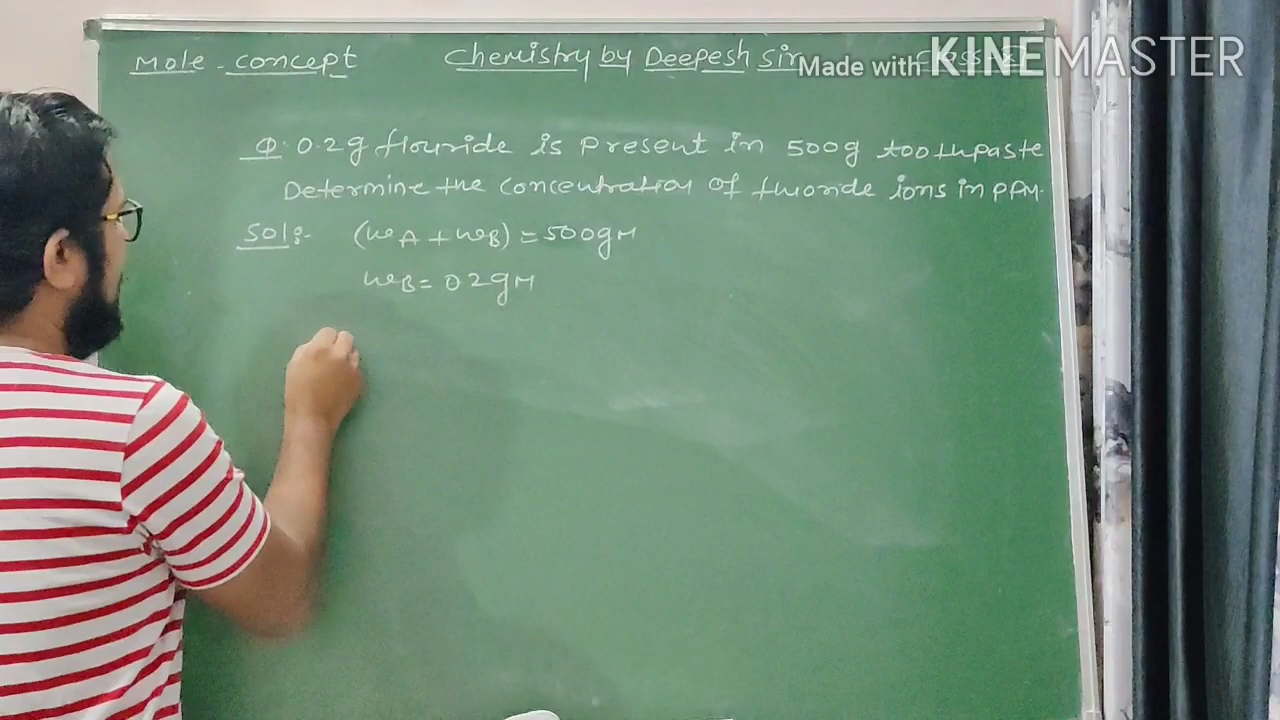 Mole - concept Chemistry by Deepesh Sir
Made with KINEMASTER
Q. 0.2g flouride is present in 500g toothpaste
Determine the concentration of fluoride ions in PPM.
Sol:- (wA + wB) = 500gm
wB = 0.2gm